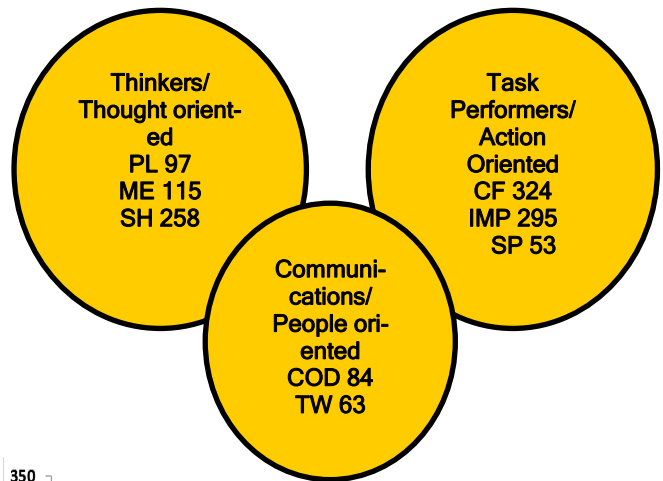 Thinkers/
Thought orient-
ed
PL 97
ME 115
SH 258
Task
Performers/
Action
Oriented
CF 324
IMP 295
SP 53
Communi-
cations/
People ori-
ented
COD 84
TW 63
350